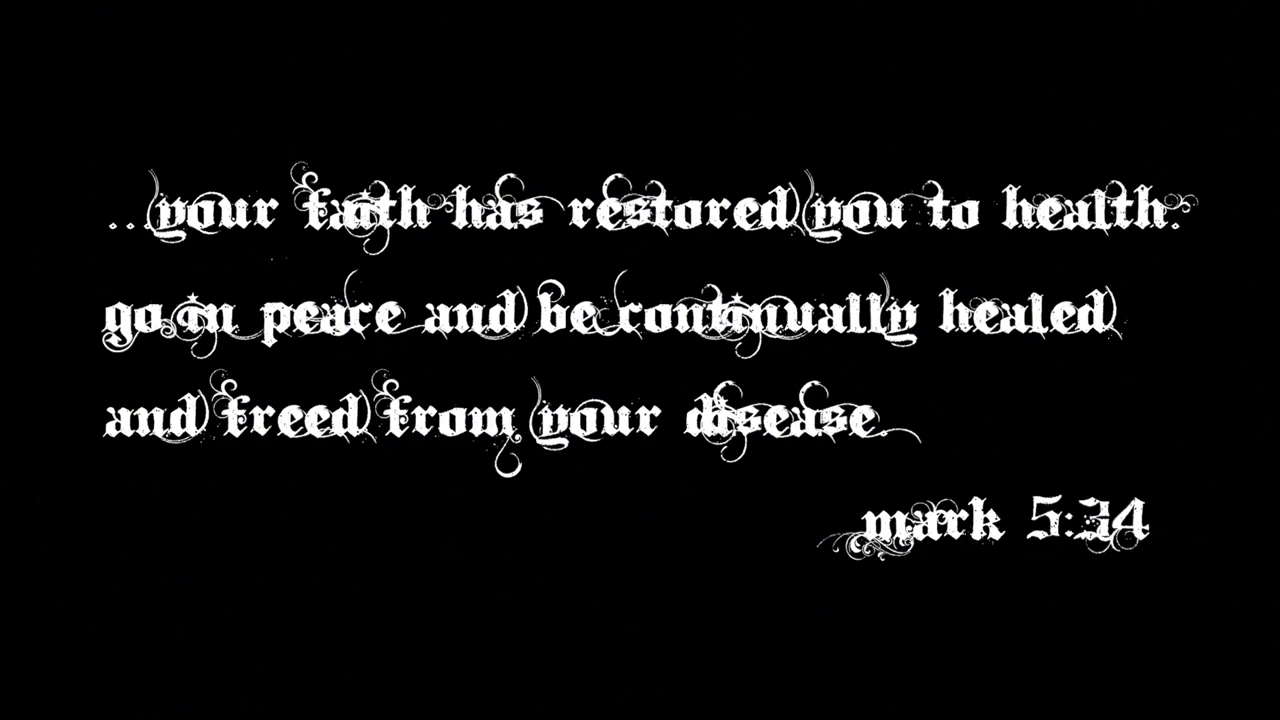 ...your faith has restored you to health.
go in peace and be continually healed
and freed from your disease.
mark 5:34